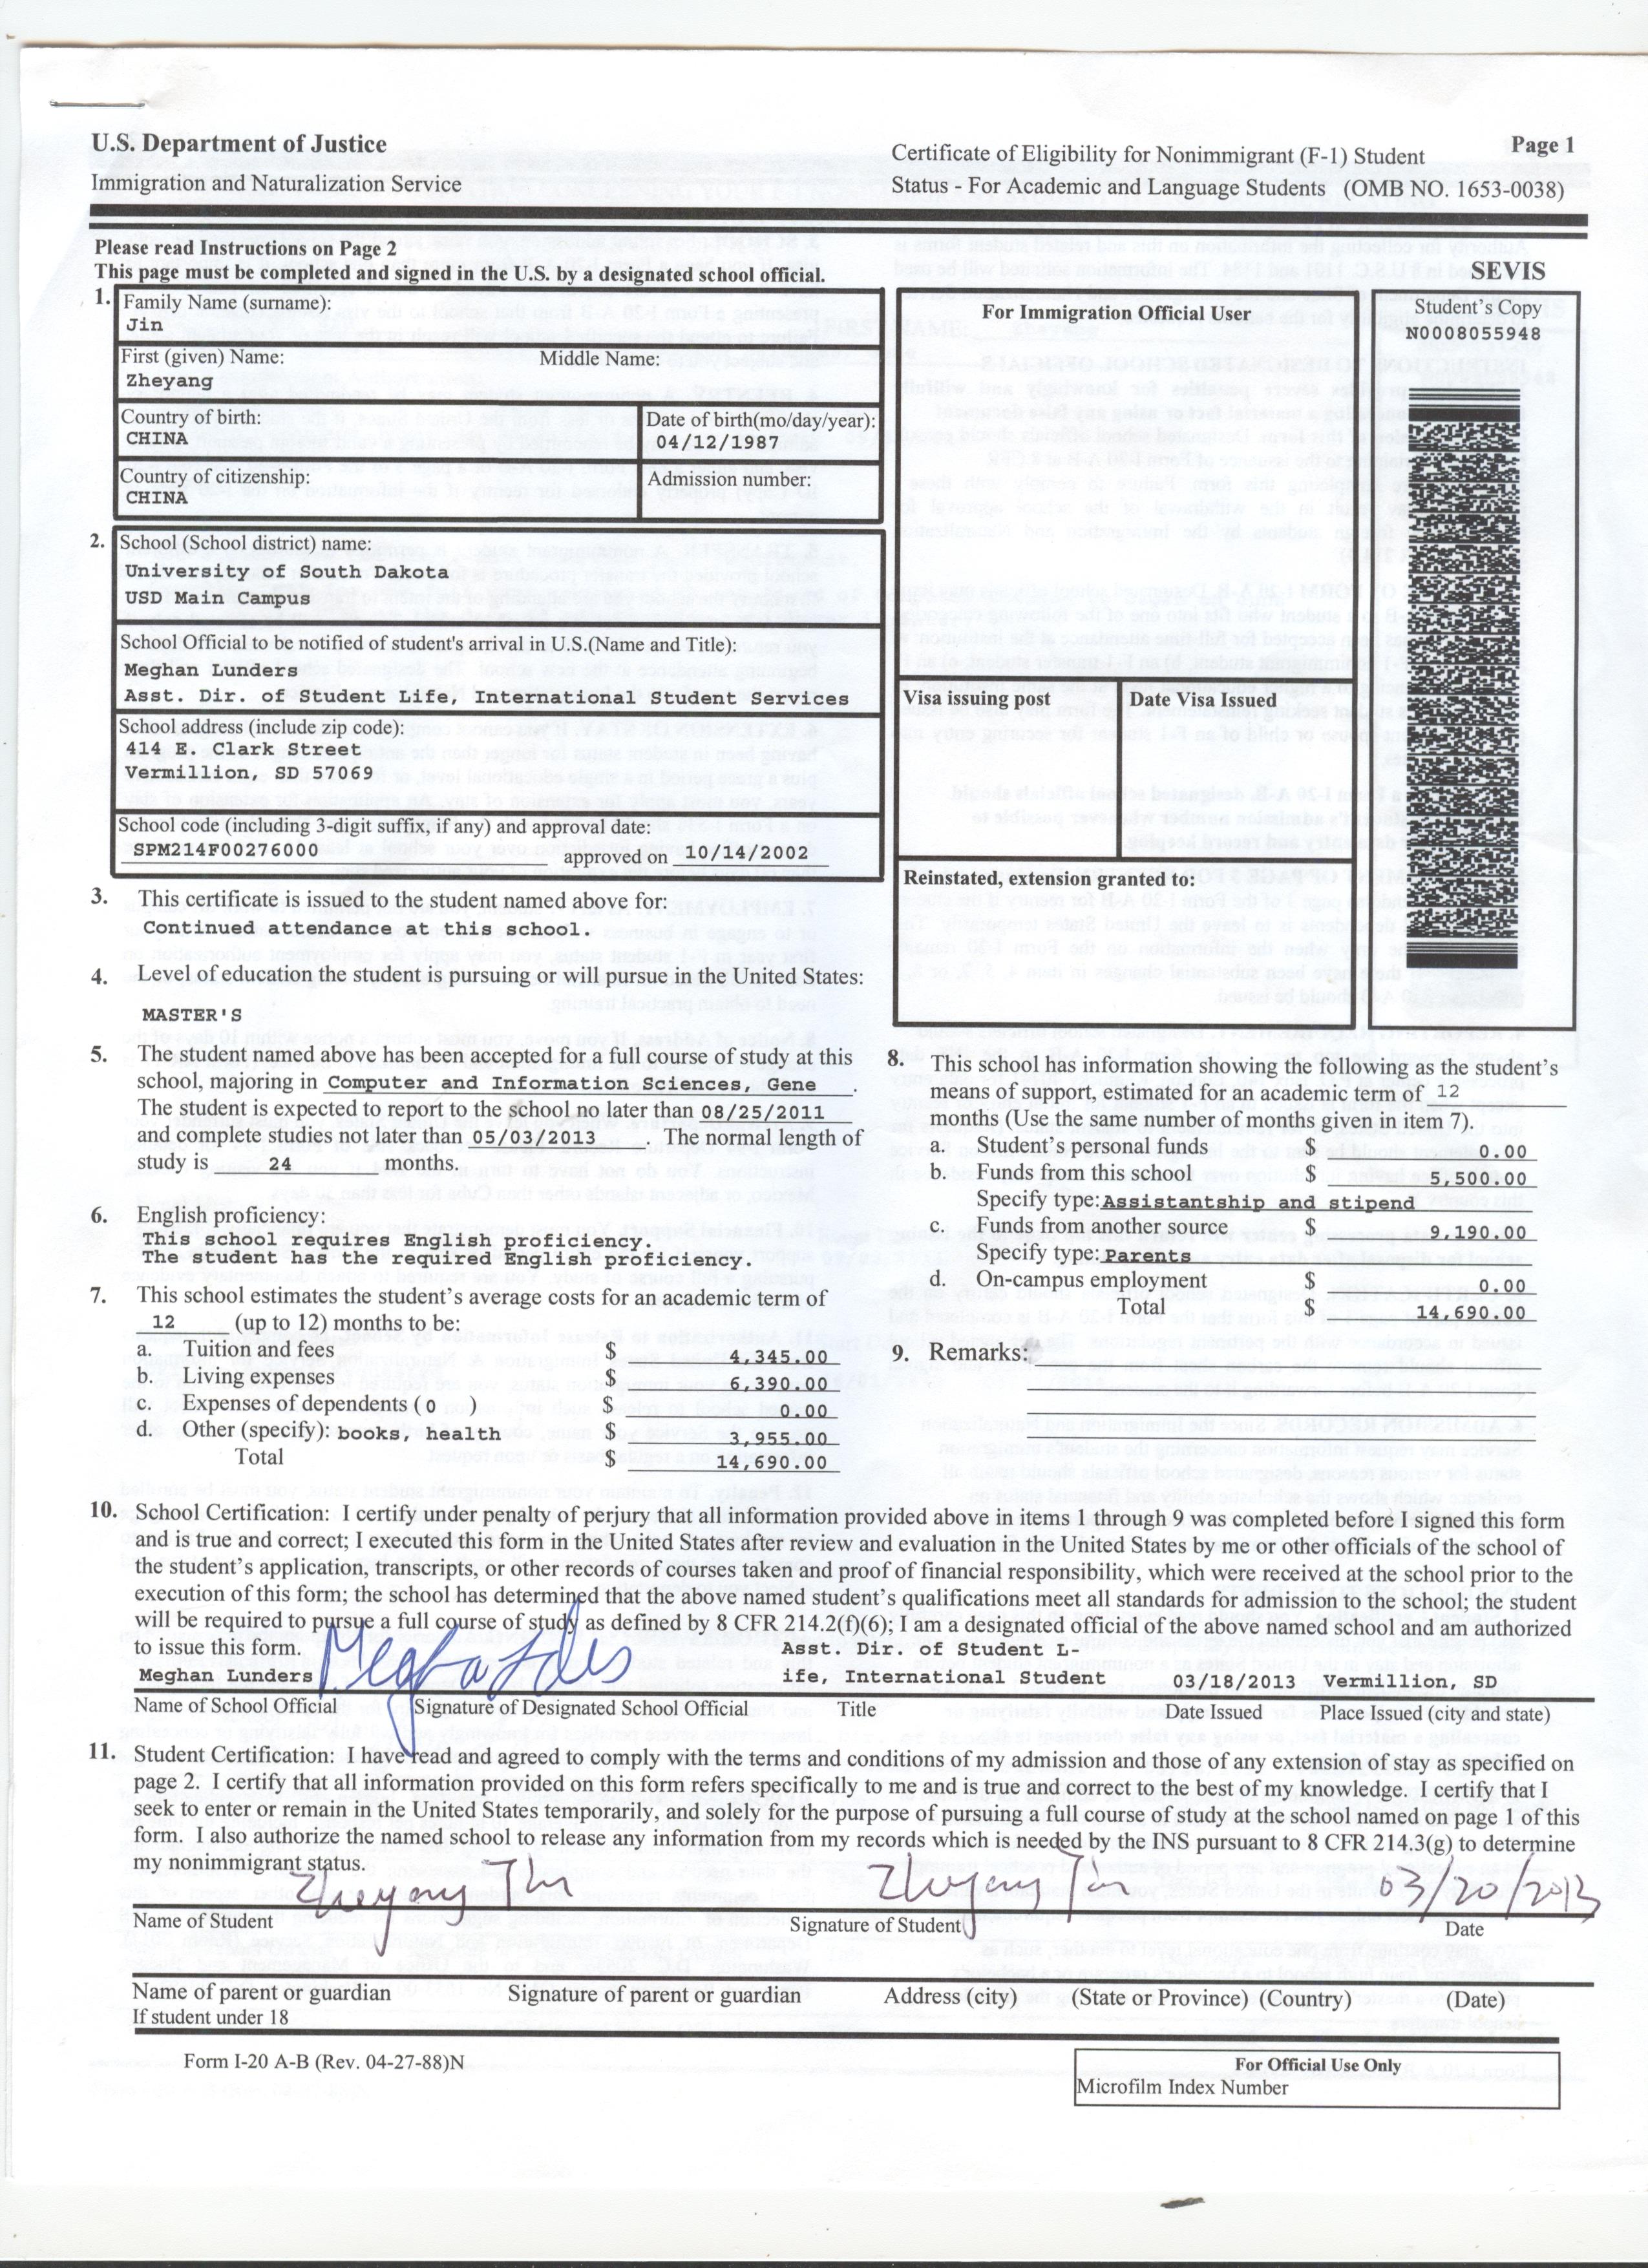 U.S. Department of Justice
Immigration and Naturalization Service
Certificate of Eligibility for Nonimmigrant (F-1) Student
Status - For Academic and Language Students (OMB NO. 1653-0038)
Page 1
Please read Instructions on Page 2
This page must be completed and signed in the U.S. by a designated school official.
SEVIS
1.
Family Name (surname):
Jin
First (given) Name: Middle Name:
Zheyang
Country of birth:
CHINA
Date of birth(mo/day/year):
04/12/1987
Country of citizenship:
CHINA
Admission number:
For Immigration Official User
Student's Copy
N0008055948
2.
School (School district) name:
University of South Dakota
USD Main Campus
School Official to be notified of student's arrival in U.S.(Name and Title):
Meghan Lunders
Asst. Dir. of Student Life, International Student Services
School address (include zip code):
414 E. Clark Street
Vermillion, SD 57069
School code (including 3-digit suffix, if any) and approval date:
SPM214F00276000 approved on 10/14/2002
Visa issuing post
Date Visa Issued
Reinstated, extension granted to:
3. This certificate is issued to the student named above for:
Continued attendance at this school.
4. Level of education the student is pursuing or will pursue in the United States:
MASTER'S
5. The student named above has been accepted for a full course of study at this
school, majoring in Computer and Information Sciences, Gene .
The student is expected to report to the school no later than 08/25/2011
and complete studies not later than 05/03/2013 . The normal length of
study is 24 months.
6. English proficiency:
This school requires English proficiency.
The student has the required English proficiency.
7. This school estimates the student's average costs for an academic term of
12 (up to 12) months to be:
a. Tuition and fees $ 4,345.00
b. Living expenses $ 6,390.00
c. Expenses of dependents ( 0 ) $ 0.00
d. Other (specify): books, health $ 3,955.00
Total $ 14,690.00
8. This school has information showing the following as the student's
means of support, estimated for an academic term of 12
months (Use the same number of months given in item 7).
a. Student's personal funds $ 0.00
b. Funds from this school $ 5,500.00
Specify type: Assistantship and stipend
c. Funds from another source $ 9,190.00
Specify type: Parents
d. On-campus employment $ 0.00
Total $ 14,690.00
9. Remarks:
10. School Certification: I certify under penalty of perjury that all information provided above in items 1 through 9 was completed before I signed this form
and is true and correct; I executed this form in the United States after review and evaluation in the United States by me or other officials of the school of
the student's application, transcripts, or other records of courses taken and proof of financial responsibility, which were received at the school prior to the
execution of this form; the school has determined that the above named student's qualifications meet all standards for admission to the school; the student
will be required to pursue a full course of study as defined by 8 CFR 214.2(f)(6); I am a designated official of the above named school and am authorized
to issue this form.
Asst. Dir. of Student L-
Meghan Lunders ife, International Student 03/18/2013 Vermillion, SD
Name of School Official Signature of Designated School Official Title Date Issued Place Issued (city and state)
11. Student Certification: I have read and agreed to comply with the terms and conditions of my admission and those of any extension of stay as specified on
page 2. I certify that all information provided on this form refers specifically to me and is true and correct to the best of my knowledge. I certify that I
seek to enter or remain in the United States temporarily, and solely for the purpose of pursuing a full course of study at the school named on page 1 of this
form. I also authorize the named school to release any information from my records which is needed by the INS pursuant to 8 CFR 214.3(g) to determine
my nonimmigrant status.
Zheyang Jin Zheyang Jin 03/20/2013
Name of Student Signature of Student Date
Name of parent or guardian Signature of parent or guardian Address (city) (State or Province) (Country) (Date)
If student under 18
Form I-20 A-B (Rev. 04-27-88)N
For Official Use Only
Microfilm Index Number